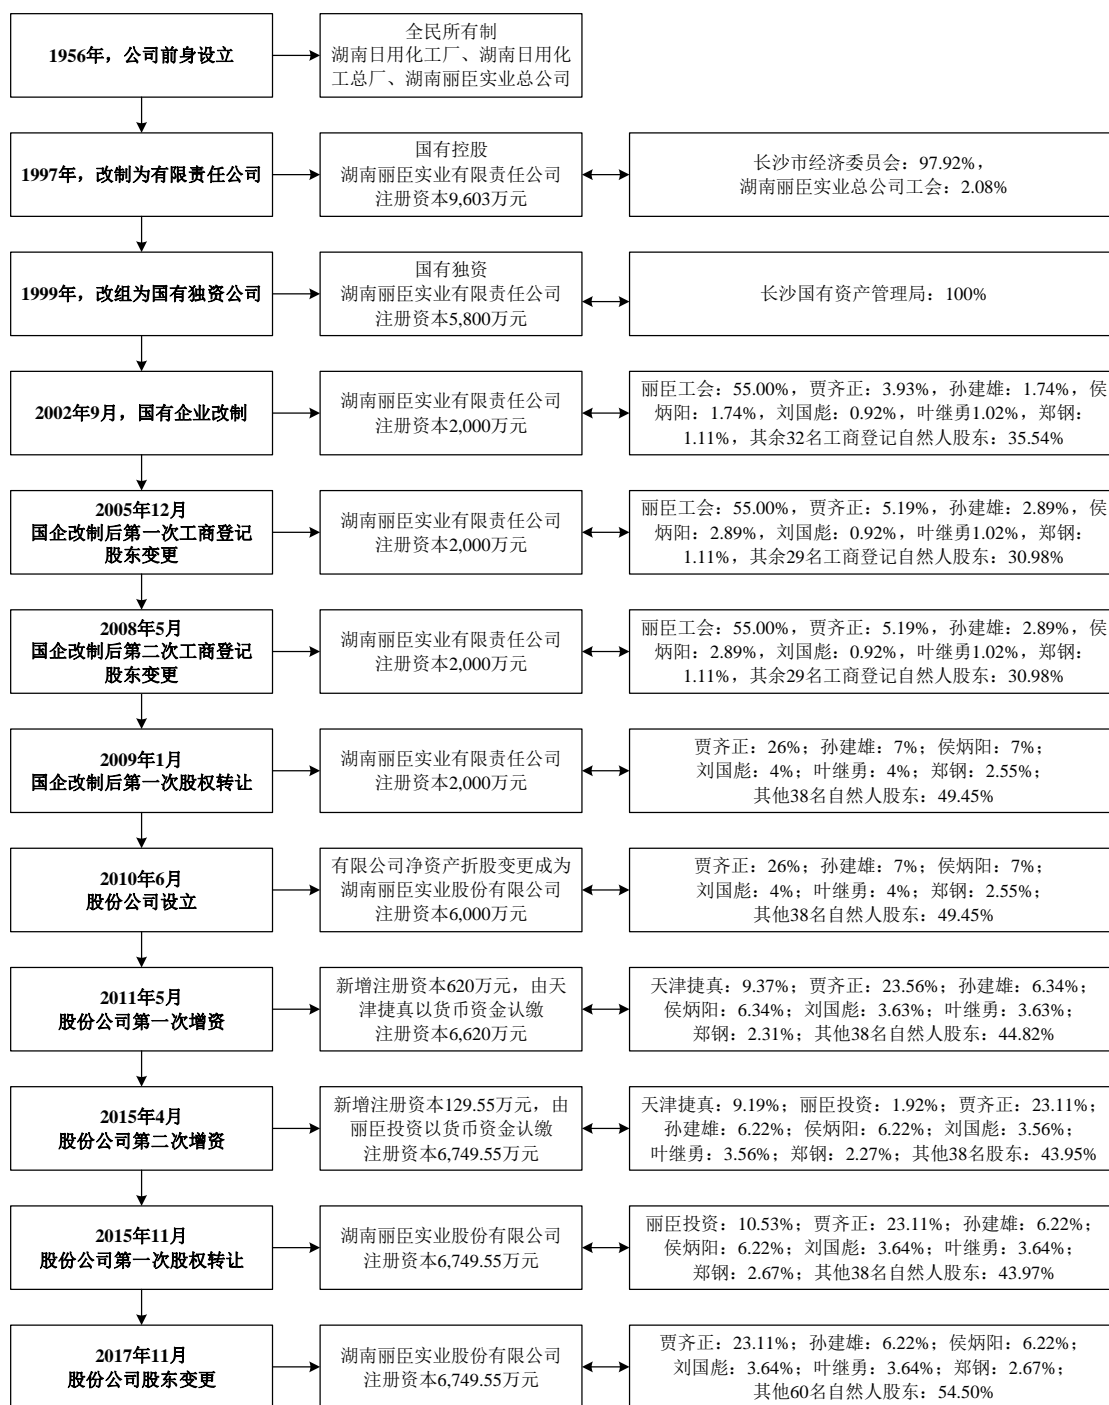 1956年，公司前身设立
全民所有制
湖南日用化工厂、湖南日用化
工总厂、湖南丽臣实业总公司
1997年，改制为有限责任公司
国有控股
湖南丽臣实业有限责任公司
注册资本9,603万元
长沙市经济委员会：97.92%，
湖南丽臣实业总公司工会：2.08%
1999年，改组为国有独资公司
国有独资
湖南丽臣实业有限责任公司
注册资本5,800万元
长沙国有资产管理局：100%
2002年9月，国有企业改制
湖南丽臣实业有限责任公司
注册资本2,000万元
丽臣工会：55.00%，贾齐正：3.93%，孙建雄：1.74%，侯
炳阳：1.74%，刘国彪：0.92%，叶继勇1.02%，郑钢：
1.11%，其余32名工商登记自然人股东：35.54%
2005年12月
国企改制后第一次工商登记
股东变更
湖南丽臣实业有限责任公司
注册资本2,000万元
丽臣工会：55.00%，贾齐正：5.19%，孙建雄：2.89%，侯
炳阳：2.89%，刘国彪：0.92%，叶继勇1.02%，郑钢：
1.11%，其余29名工商登记自然人股东：30.98%
2008年5月
国企改制后第二次工商登记
股东变更
湖南丽臣实业有限责任公司
注册资本2,000万元
丽臣工会：55.00%，贾齐正：5.19%，孙建雄：2.89%，侯
炳阳：2.89%，刘国彪：0.92%，叶继勇1.02%，郑钢：
1.11%，其余29名工商登记自然人股东：30.98%
2009年1月
国企改制后第一次股权转让
湖南丽臣实业有限责任公司
注册资本2,000万元
贾齐正：26%；孙建雄：7%；侯炳阳：7%；
刘国彪：4%；叶继勇：4%；郑钢：2.55%；
其他38名自然人股东：49.45%
2010年6月
股份公司设立
有限公司净资产折股变更成为
湖南丽臣实业股份有限公司
注册资本6,000万元
贾齐正：26%；孙建雄：7%；侯炳阳：7%；
刘国彪：4%；叶继勇：4%；郑钢：2.55%；
其他38名自然人股东：49.45%
2011年5月
股份公司第一次增资
新增注册资本620万元，由天
津捷真以货币资金认缴
注册资本6,620万元
天津捷真：9.37%；贾齐正：23.56%；孙建雄：6.34%；
侯炳阳：6.34%；刘国彪：3.63%；叶继勇：3.63%；
郑钢：2.31%；其他38名自然人股东：44.82%
2015年4月
股份公司第二次增资
新增注册资本129.55万元，由
丽臣投资以货币资金认缴
注册资本6,749.55万元
天津捷真：9.19%；丽臣投资：1.92%；贾齐正：23.11%；
孙建雄：6.22%；侯炳阳：6.22%；刘国彪：3.56%；
叶继勇：3.56%；郑钢：2.27%；其他38名股东：43.95%
2015年11月
股份公司第一次股权转让
湖南丽臣实业股份有限公司
注册资本6,749.55万元
丽臣投资：10.53%；贾齐正：23.11%；孙建雄：6.22%；
侯炳阳：6.22%；刘国彪：3.64%；叶继勇：3.64%；
郑钢：2.67%；其他38名自然人股东：43.97%
2017年11月
股份公司股东变更
湖南丽臣实业股份有限公司
注册资本6,749.55万元
贾齐正：23.11%；孙建雄：6.22%；侯炳阳：6.22%；
刘国彪：3.64%；叶继勇：3.64%；郑钢：2.67%；
其他60名自然人股东：54.50%